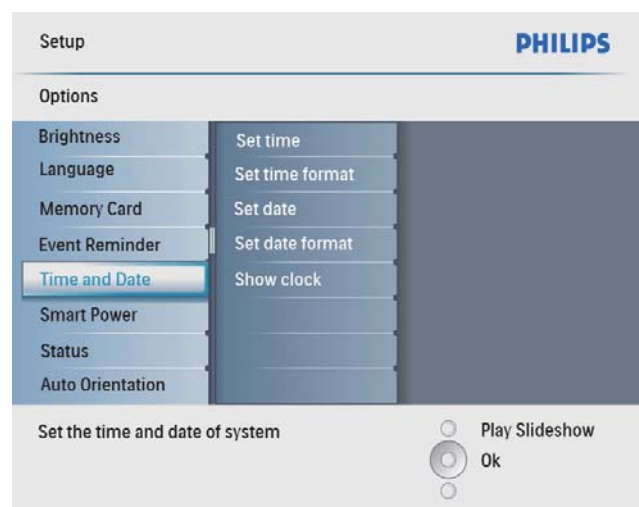 Setup
PHILIPS
Options
Brightness
Language
Memory Card
Event Reminder
Time and Date
Smart Power
Status
Auto Orientation
Set time
Set time format
Set date
Set date format
Show clock
Set the time and date of system
Play Slideshow
Ok